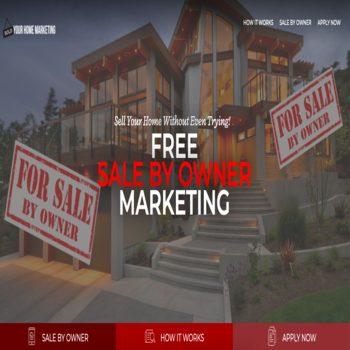 SOLD YOUR HOME MARKETING
HOW IT WORKS SALE BY OWNER APPLY NOW
Sell Your Home Without Even Trying!
FREE
SALE BY OWNER
MARKETING
FOR SALE
BY OWNER
FOR SALE
BY OWNER
SALE BY OWNER HOW IT WORKS APPLY NOW